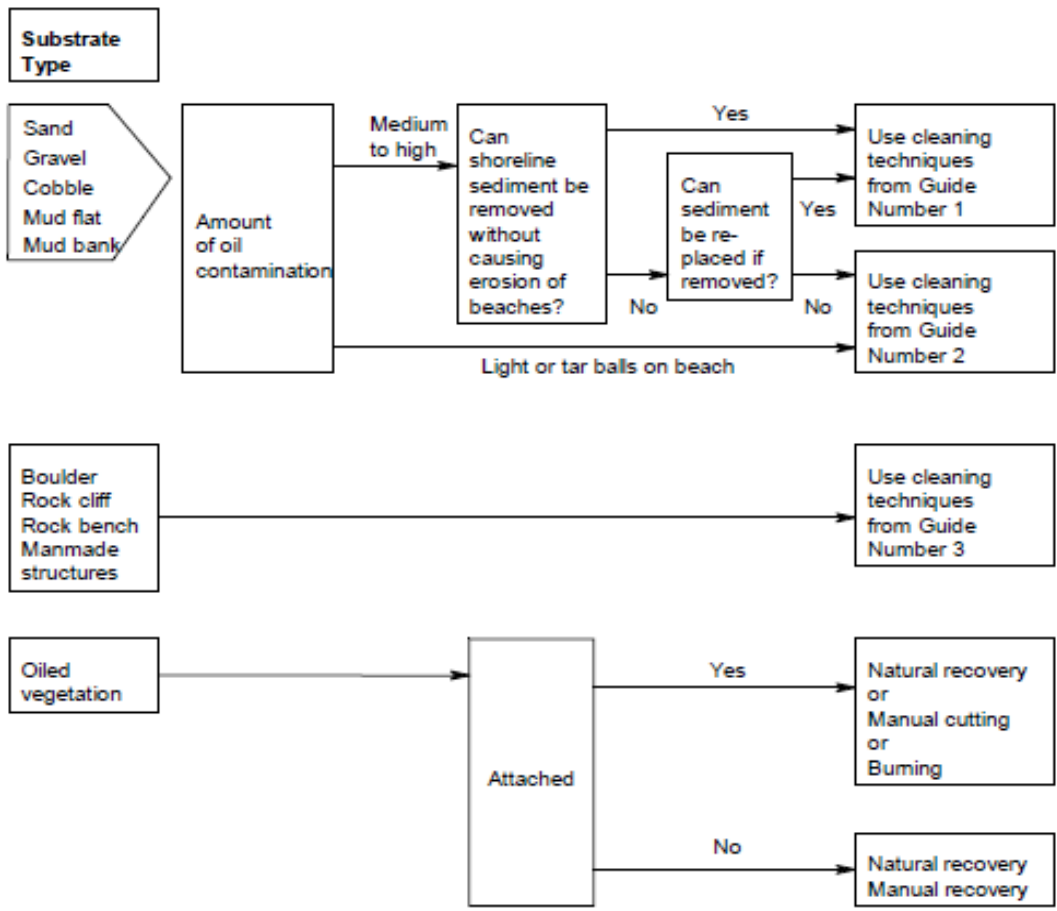 Substrate
Type
Sand
Gravel
Cobble
Mud flat
Mud bank
Amount
of oil
contamination
Medium
to high
Can
shoreline
sediment be
removed
without
causing
erosion of
beaches?
Yes
No
Can
sediment
be re-
placed if
removed?
Yes
No
Light or tar balls on beach
Use cleaning
techniques
from Guide
Number 1
Use cleaning
techniques
from Guide
Number 2
Boulder
Rock cliff
Rock bench
Manmade
structures
Use cleaning
techniques
from Guide
Number 3
Oiled
vegetation
Attached
Yes
Natural recovery
or
Manual cutting
or
Burning
No
Natural recovery
Manual recovery